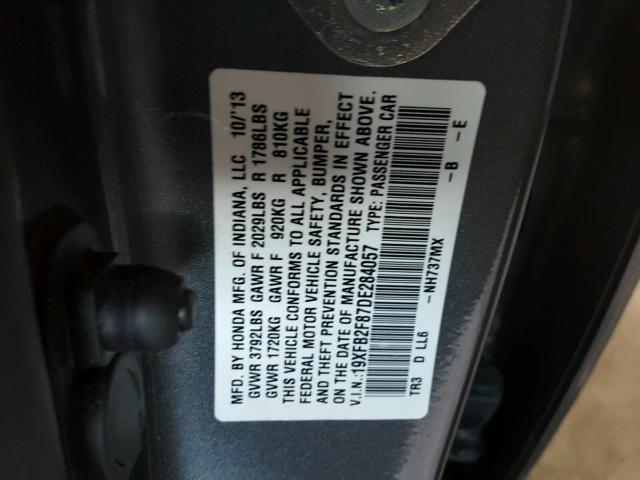 MFD. BY HONDA MFG. OF INDIANA, LLC 10/'13
GVWR 3792LBS GAWR F 2029LBS R 1786LBS
GVWR 1720KG GAWR F 920KG R 810KG
THIS VEHICLE CONFORMS TO ALL APPLICABLE
FEDERAL MOTOR VEHICLE SAFETY, BUMPER,
AND THEFT PREVENTION STANDARDS IN EFFECT
ON THE DATE OF MANUFACTURE SHOWN ABOVE.
V.I.N.:19XFB2F87DE284057 TYPE: PASSENGER CAR
-NH737MX -B -E
TR3 D LL6